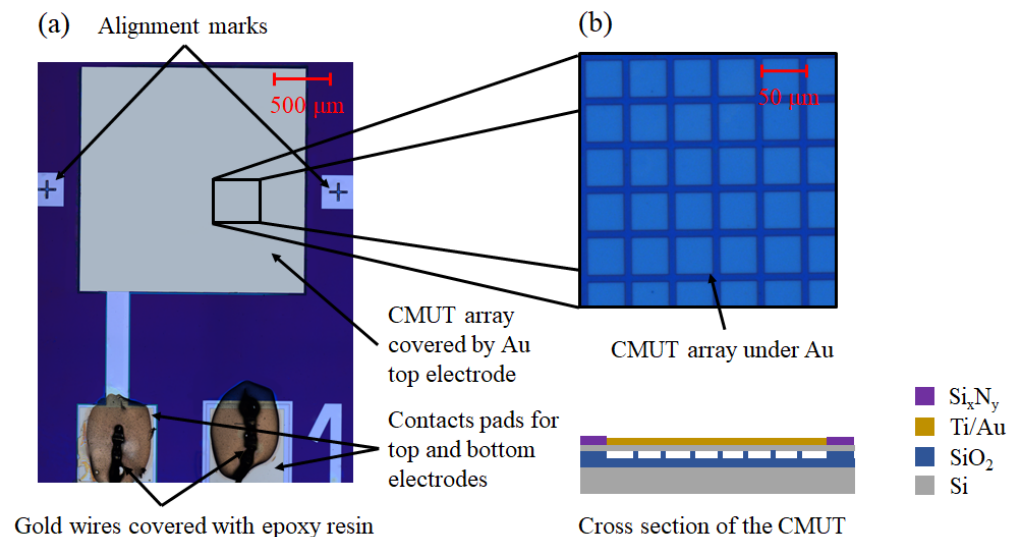 (a)
Alignment marks
500 μm
CMUT array
covered by Au
top electrode
Contacts pads for
top and bottom
electrodes
Gold wires covered with epoxy resin
1
(b)
50 μm
CMUT array under Au
SixNy
Ti/Au
SiO2
Si
Cross section of the CMUT